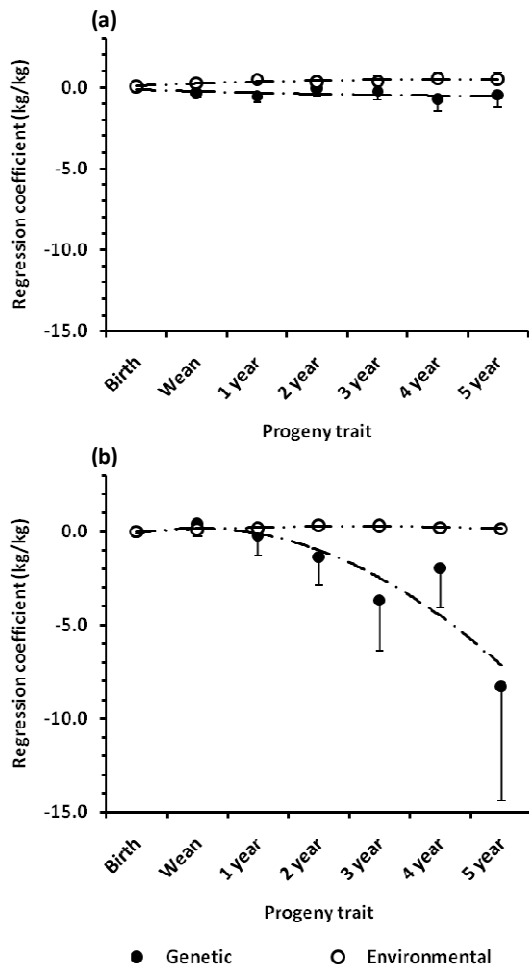 (a)
Regression coefficient (kg/kg)
0.0
-5.0
-10.0
-15.0
Birth
Wean
1 year
2 year
3 year
4 year
5 year
Progeny trait
(b)
Regression coefficient (kg/kg)
0.0
-5.0
-10.0
-15.0
Birth
Wean
1 year
2 year
3 year
4 year
5 year
Progeny trait
Genetic
Environmental